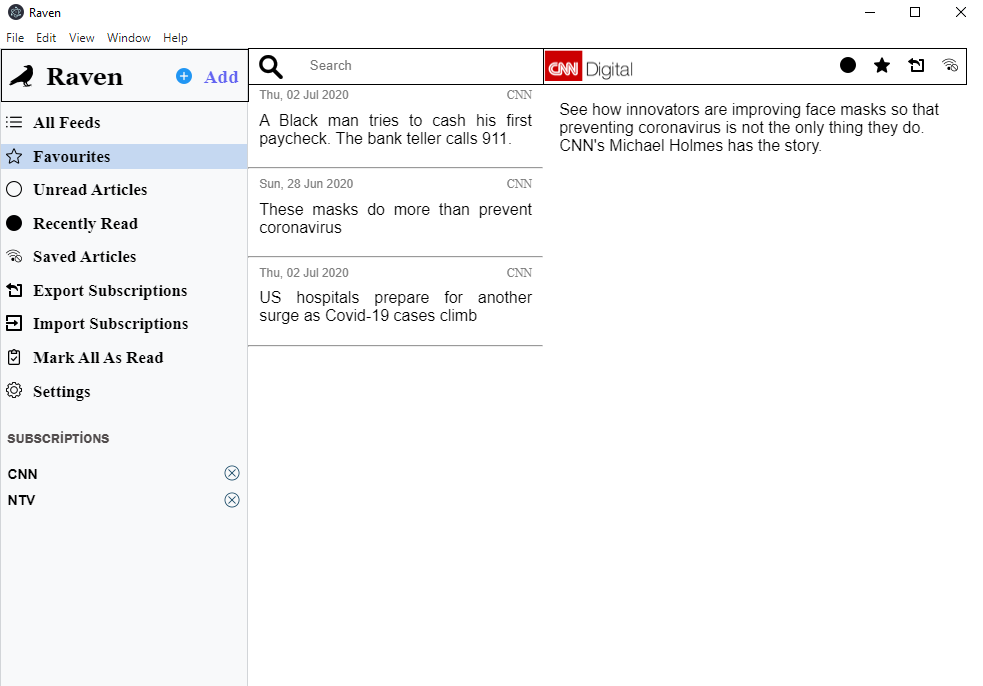 Raven
File Edit View Window Help
Raven
Add
All Feeds
Favourites
Unread Articles
Recently Read
Saved Articles
Export Subscriptions
Import Subscriptions
Mark All As Read
Settings
SUBSCRİPTİONS
CNN
NTV
Search
Thu, 02 Jul 2020 CNN
A Black man tries to cash his first
paycheck. The bank teller calls 911.
Sun, 28 Jun 2020 CNN
These masks do more than prevent
coronavirus
Thu, 02 Jul 2020 CNN
US hospitals prepare for another
surge as Covid-19 cases climb
CNN Digital
See how innovators are improving face masks so that
preventing coronavirus is not the only thing they do.
CNN's Michael Holmes has the story.